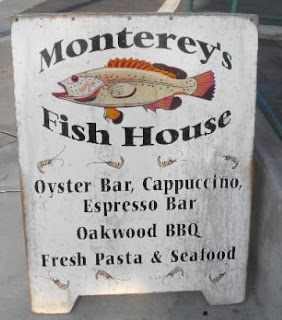 Monterey's
Fish House
Oyster Bar, Cappuccino,
Espresso Bar
Oakwood BBQ
Fresh Pasta & Seafood